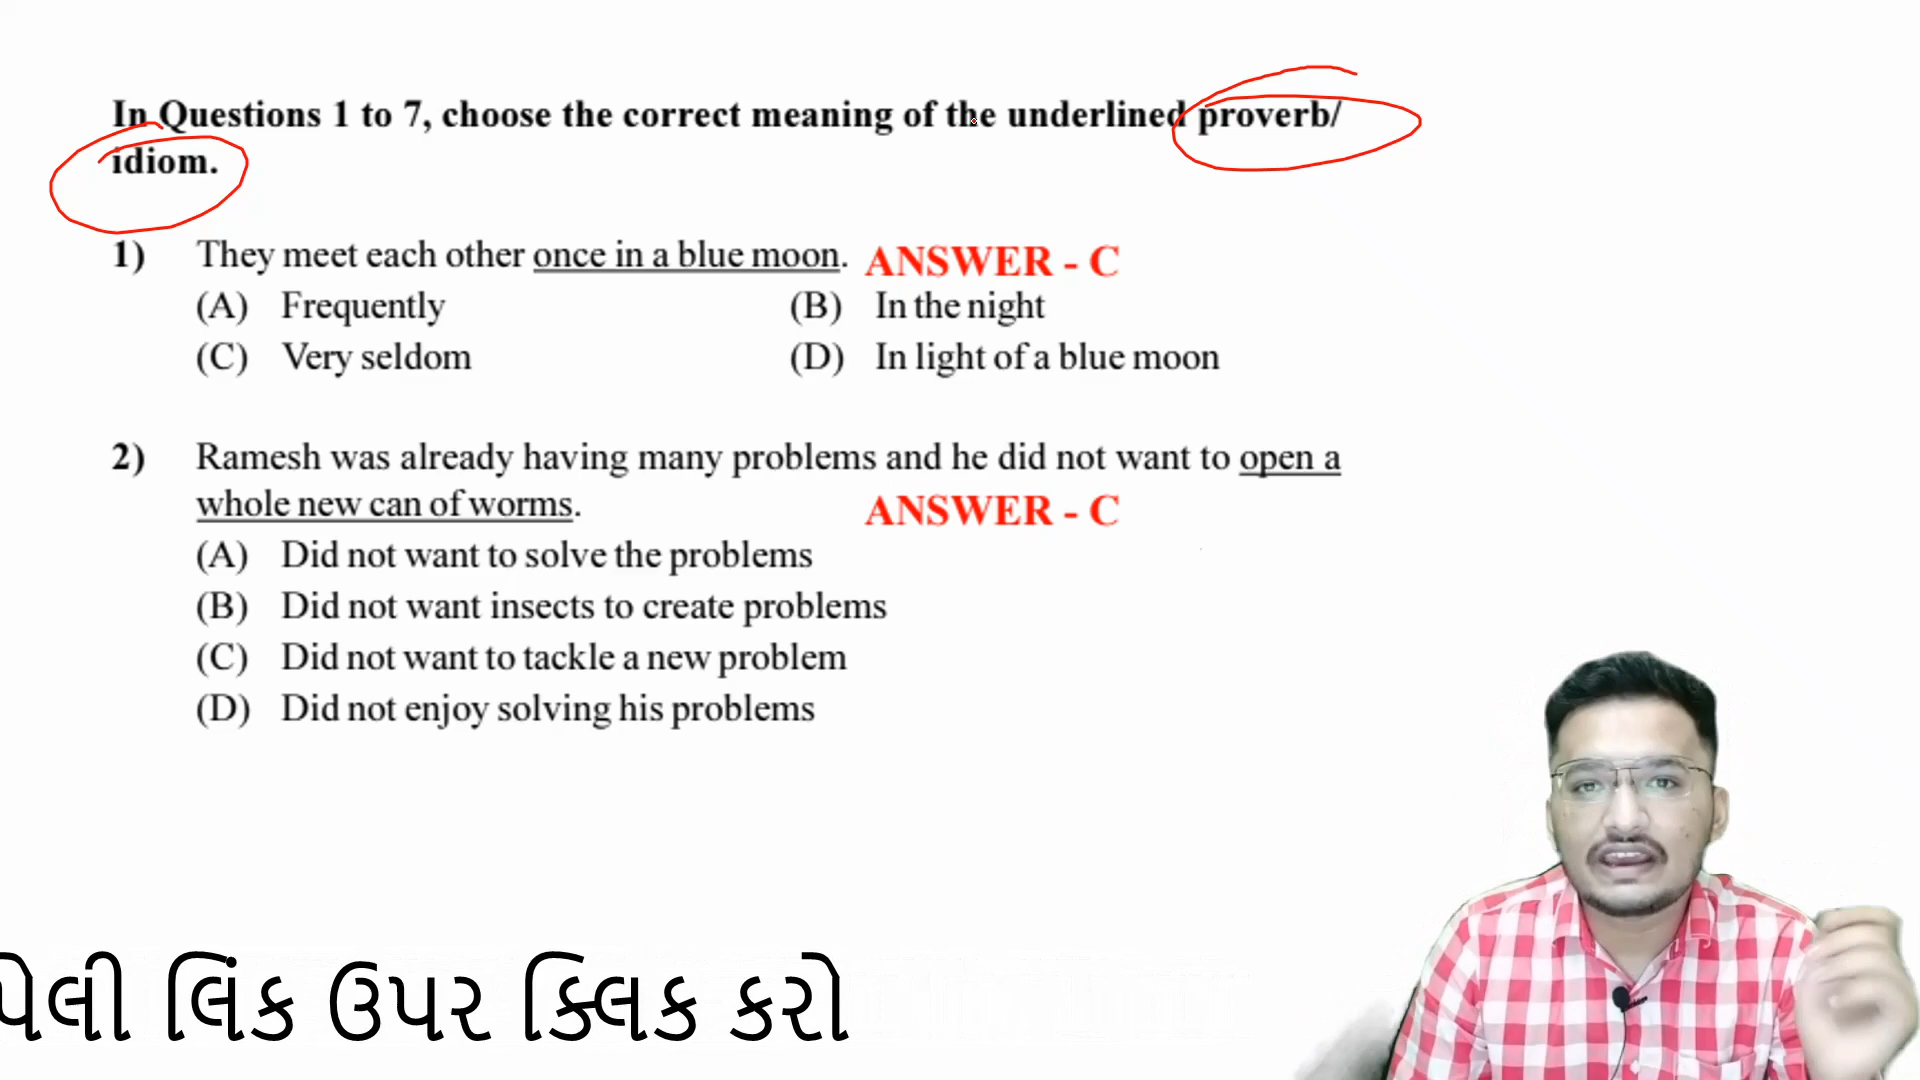 In Questions 1 to 7, choose the correct meaning of the underlined proverb/
idiom.
1) They meet each other once in a blue moon. ANSWER - C
(A) Frequently (B) In the night
(C) Very seldom (D) In light of a blue moon
2) Ramesh was already having many problems and he did not want to open a
whole new can of worms. ANSWER - C
(A) Did not want to solve the problems
(B) Did not want insects to create problems
(C) Did not want to tackle a new problem
(D) Did not enjoy solving his problems
લિંક ઉપર ક્લિક કરો